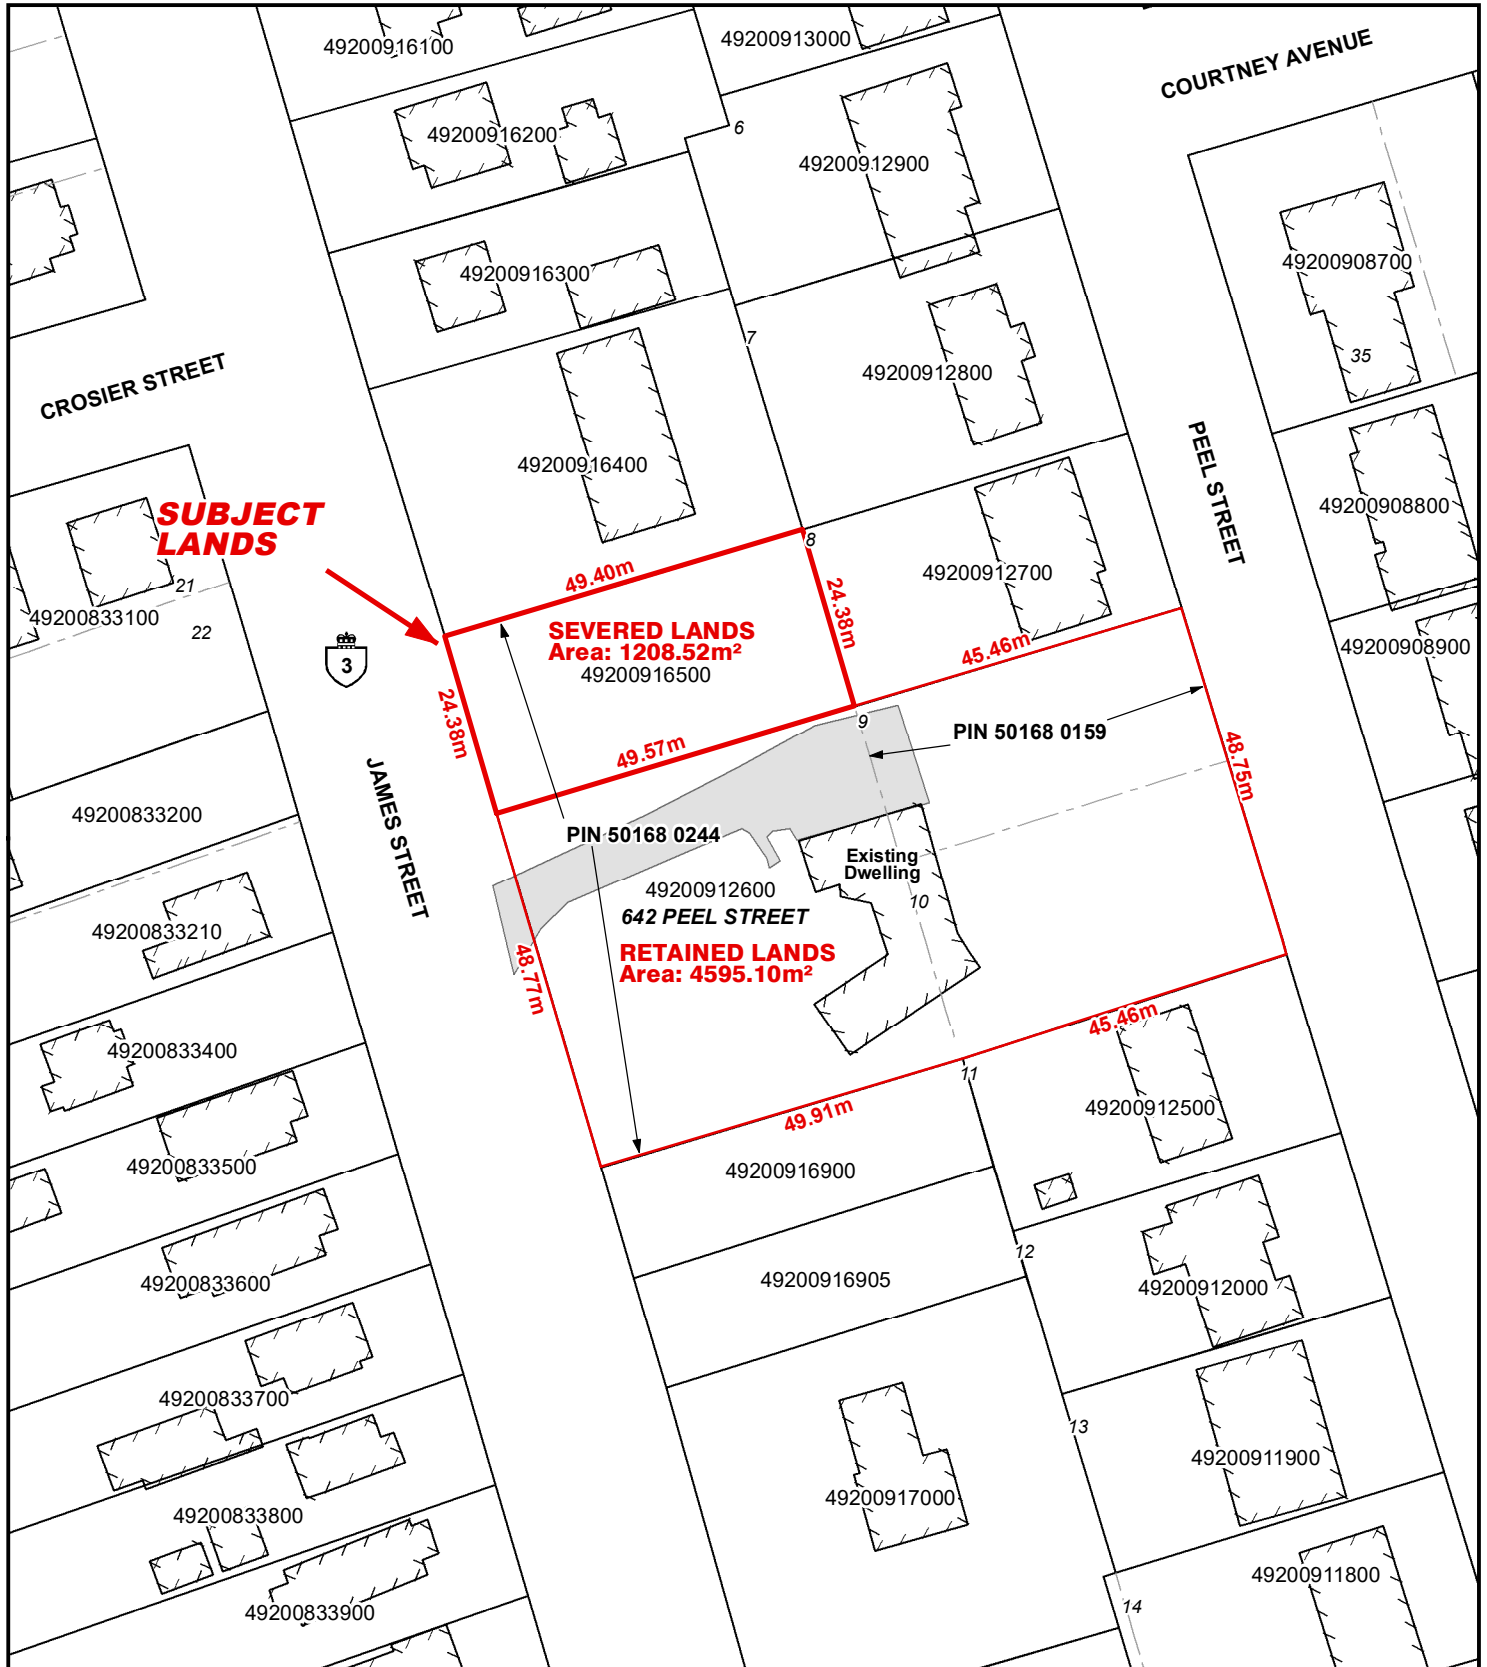 49200916100
49200913000
COURTNEY AVENUE
6
49200916200
49200912900
49200916300
49200908700
7
35
CROSIER STREET
49200912800
49200916400
PEEL STREET
49200908800
SUBJECT
LANDS
8
49.40m
49200912700
21
49200833100
22
24.38m
3
SEVERED LANDS
Area: 1208.52m²
49200916500
45.46m
49200908900
24.38m
9
PIN 50168 0159
49.57m
48.75m
JAMES STREET
49200833200
PIN 50168 0244
Existing
Dwelling
49200912600
10
642 PEEL STREET
49200833210
RETAINED LANDS
Area: 4595.10m²
48.77m
45.46m
49200833400
11
49.91m
49200912500
49200833500
49200916900
12
49200833600
49200916905
49200912000
49200833700
13
49200911900
49200917000
49200833800
49200911800
49200833900
14